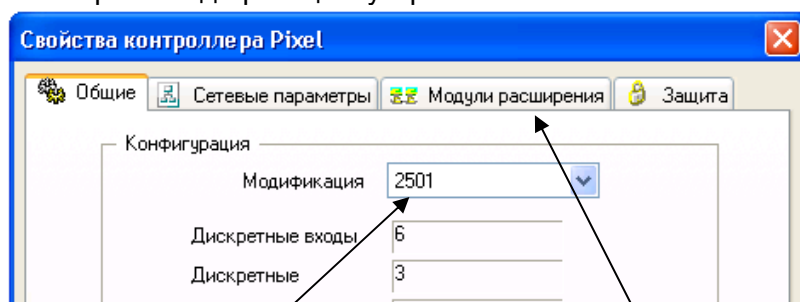 Свойства контроллера Pixel
Общие Сетевые параметры Модули расширения Защита
Конфигурация
Модификация 2501
Дискретные входы 6
Дискретные 3